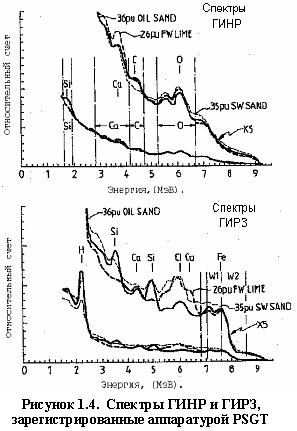 Спектры
ГИНР
36pu OIL SAND
26pu FW LIME
C
O
Si
Ca
35pu SW SAND
X5
Si
Ca
C
O
Относительный счет
1 2 3 4 5 6 7 8 9
Энергия, (МэВ).
Спектры
ГИРЗ
36pu OIL SAND
H
Si
Ca
Si
Cl
Ca
Fe
W1
W2
26pu FW LIME
35pu SW SAND
X5
Относительный счет
1 2 3 4 5 6 7 8 9
Энергия, (МэВ).
Рисунок 1.4. Спектры ГИНР и ГИРЗ,
зарегистрированные аппаратурой PSGT